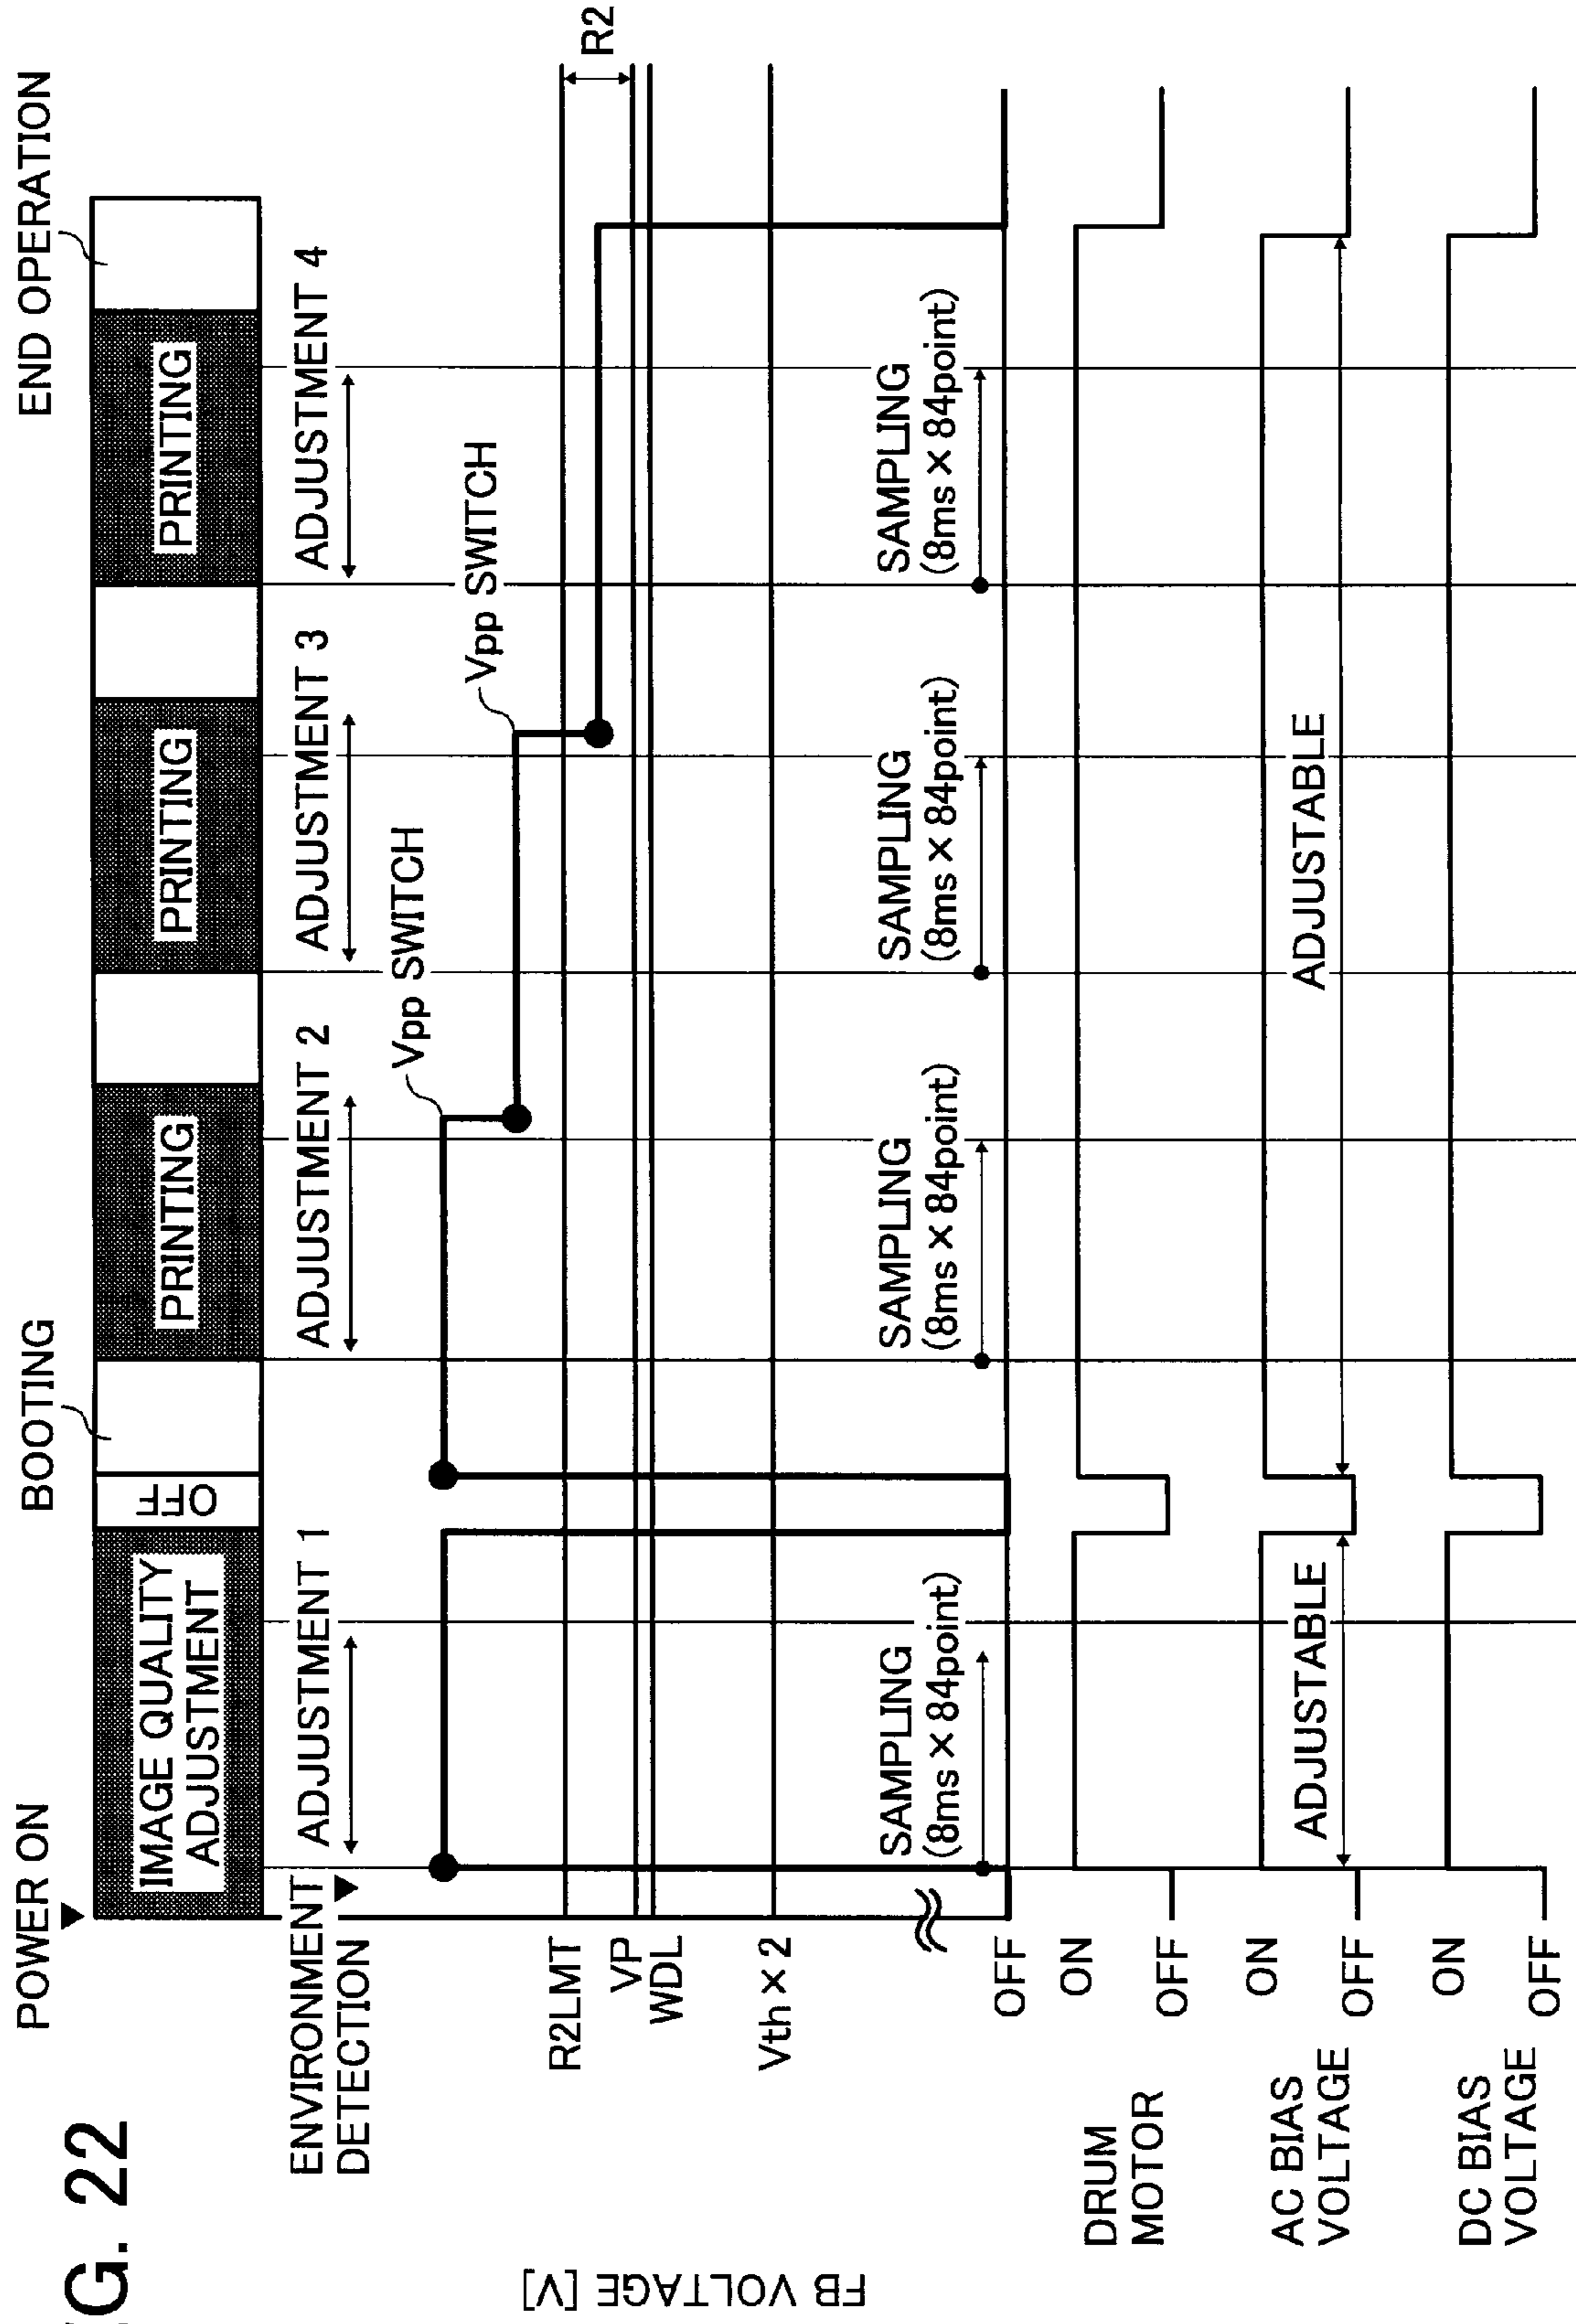 G. 22
POWER ON
BOOTING
END OPERATION
IMAGE QUALITY
ADJUSTMENT
OFF
PRINTING
PRINTING
PRINTING
ENVIRONMENT
DETECTION
ADJUSTMENT 1
ADJUSTMENT 2
ADJUSTMENT 3
ADJUSTMENT 4
Vpp SWITCH
Vpp SWITCH
FB VOLTAGE [V]
R2LMT
VP
WDL
Vth×2
R2
SAMPLING
(8ms×84point)
SAMPLING
(8ms×84point)
SAMPLING
(8ms×84point)
SAMPLING
(8ms×84point)
OFF
DRUM
MOTOR
ON
OFF
AC BIAS
VOLTAGE
ON
OFF
ADJUSTABLE
ADJUSTABLE
DC BIAS
VOLTAGE
ON
OFF